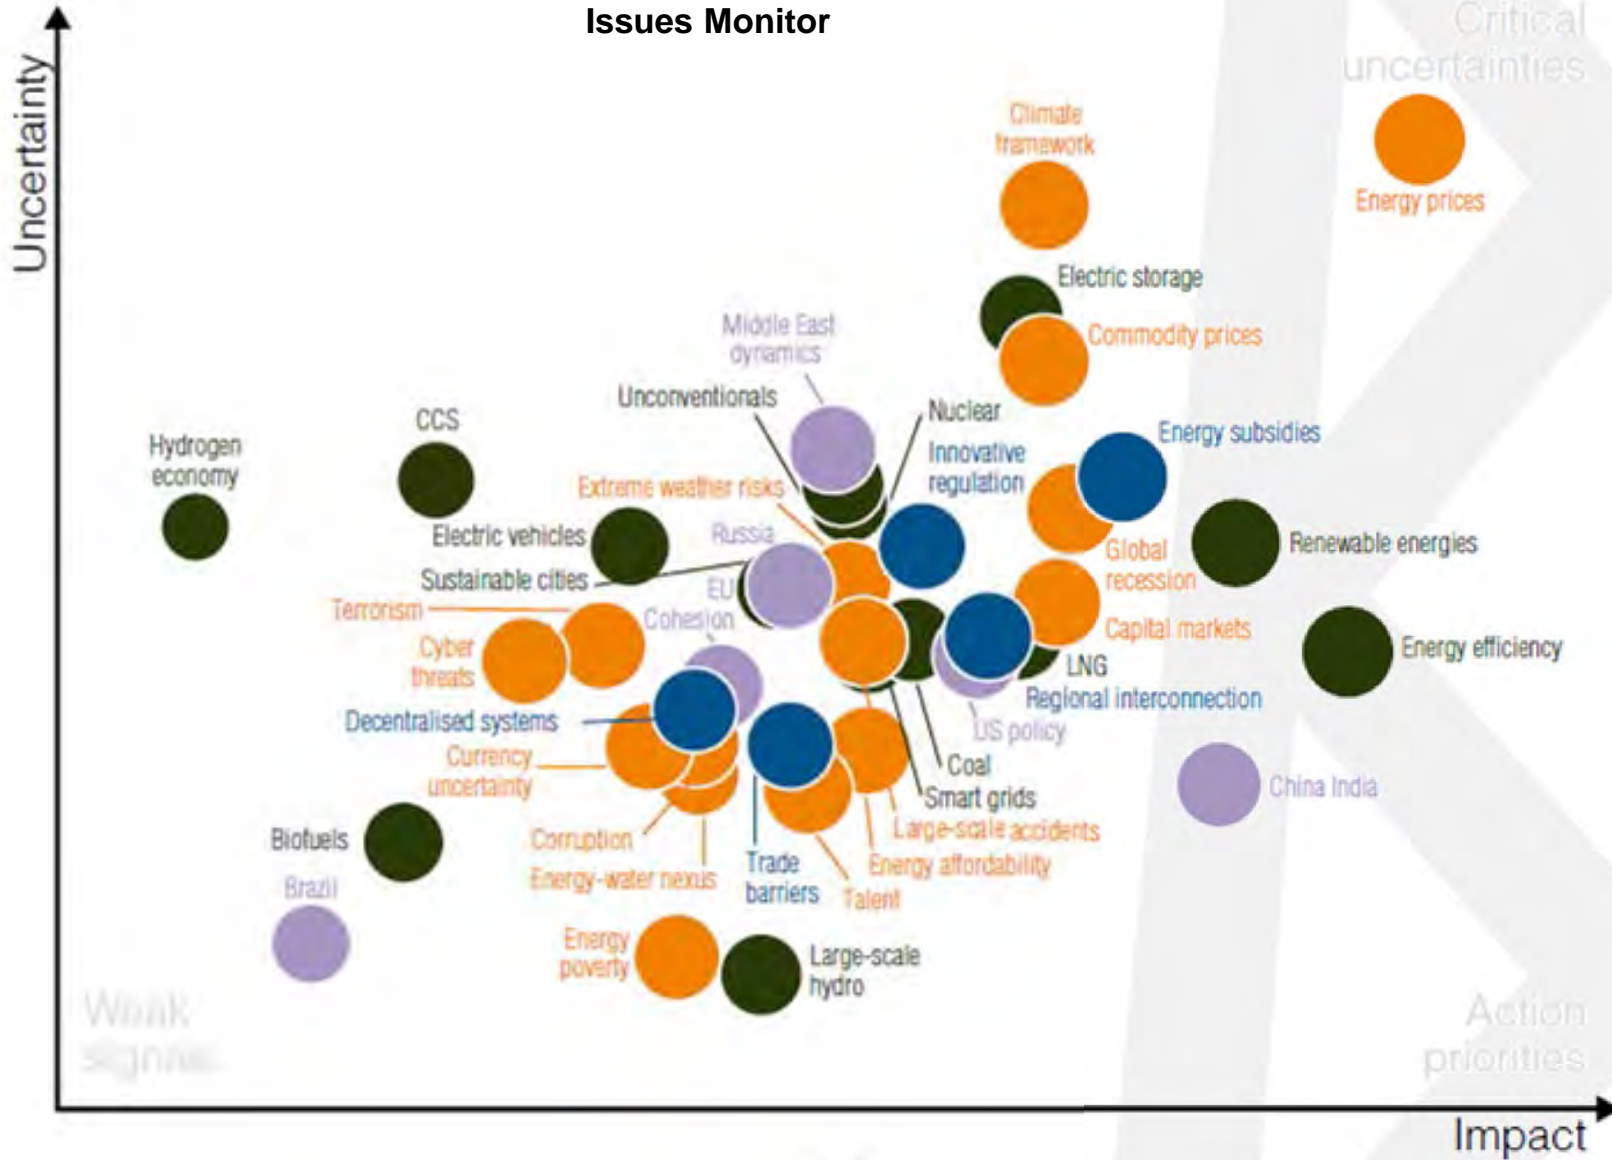 Issues Monitor
Uncertainty
Critical
uncertainties
Climate
framework
Energy prices
Electric storage
Commodity prices
Middle East
dynamics
Unconventionals
Nuclear
CCS
Hydrogen
economy
Energy subsidies
Innovative
regulation
Extreme weather risks
Electric vehicles
Russia
Global
recession
Renewable energies
Sustainable cities
EU
Cohesion
Terrorism
Cyber
threats
Capital markets
Energy efficiency
LNG
Regional interconnection
Decentralised systems
US policy
Currency
uncertainty
Coal
China India
Smart grids
Large-scale accidents
Biofuels
Corruption
Energy-water nexus
Trade
barriers
Energy affordability
Talent
Brazil
Energy
poverty
Large-scale
hydro
Weak
signals
Action
priorities
Impact